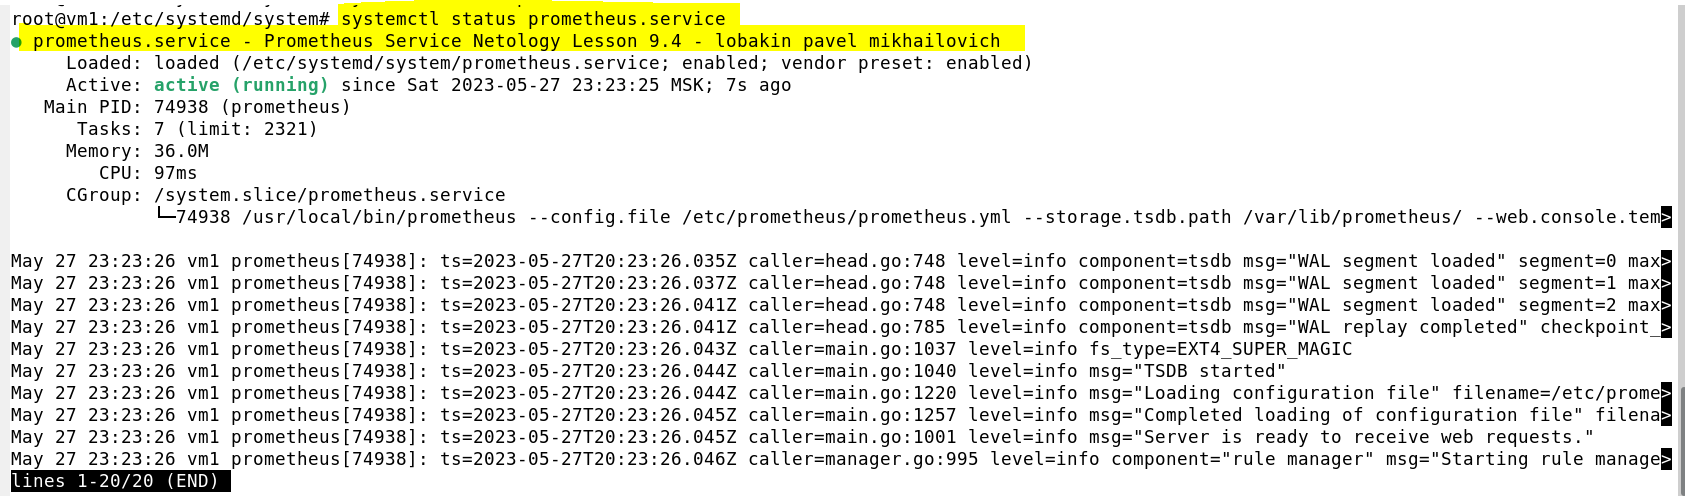 root@vm1:/etc/systemd/system# systemctl status prometheus.service
● prometheus.service - Prometheus Service Netology Lesson 9.4 - lobakin pavel mikhailovich
Loaded: loaded (/etc/systemd/system/prometheus.service; enabled; vendor preset: enabled)
Active: active (running) since Sat 2023-05-27 23:23:25 MSK; 7s ago
Main PID: 74938 (prometheus)
Tasks: 7 (limit: 2321)
Memory: 36.0M
CPU: 97ms
CGroup: /system.slice/prometheus.service
└─74938 /usr/local/bin/prometheus --config.file /etc/prometheus/prometheus.yml --storage.tsdb.path /var/lib/prometheus/ --web.console.tem>
May 27 23:23:26 vm1 prometheus[74938]: ts=2023-05-27T20:23:26.035Z caller=head.go:748 level=info component=tsdb msg="WAL segment loaded" segment=0 max>
May 27 23:23:26 vm1 prometheus[74938]: ts=2023-05-27T20:23:26.037Z caller=head.go:748 level=info component=tsdb msg="WAL segment loaded" segment=1 max>
May 27 23:23:26 vm1 prometheus[74938]: ts=2023-05-27T20:23:26.041Z caller=head.go:748 level=info component=tsdb msg="WAL segment loaded" segment=2 max>
May 27 23:23:26 vm1 prometheus[74938]: ts=2023-05-27T20:23:26.041Z caller=head.go:785 level=info component=tsdb msg="WAL replay completed" checkpoint_>
May 27 23:23:26 vm1 prometheus[74938]: ts=2023-05-27T20:23:26.043Z caller=main.go:1037 level=info fs_type=EXT4_SUPER_MAGIC
May 27 23:23:26 vm1 prometheus[74938]: ts=2023-05-27T20:23:26.044Z caller=main.go:1040 level=info msg="TSDB started"
May 27 23:23:26 vm1 prometheus[74938]: ts=2023-05-27T20:23:26.044Z caller=main.go:1220 level=info msg="Loading configuration file" filename=/etc/prome>
May 27 23:23:26 vm1 prometheus[74938]: ts=2023-05-27T20:23:26.045Z caller=main.go:1257 level=info msg="Completed loading of configuration file" filena>
May 27 23:23:26 vm1 prometheus[74938]: ts=2023-05-27T20:23:26.045Z caller=main.go:1001 level=info msg="Server is ready to receive web requests."
May 27 23:23:26 vm1 prometheus[74938]: ts=2023-05-27T20:23:26.046Z caller=manager.go:995 level=info component="rule manager" msg="Starting rule manage>
lines 1-20/20 (END)